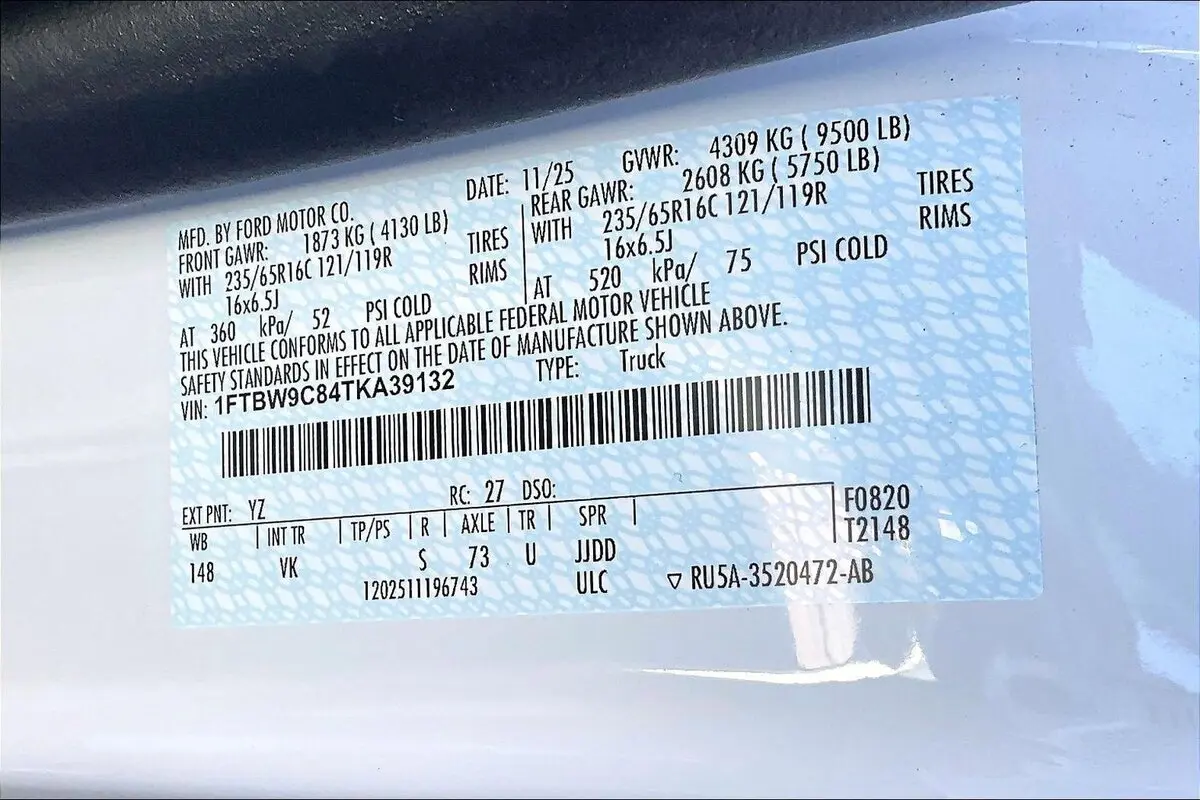 MFD. BY FORD MOTOR CO.
DATE: 11/25
GVWR: 4309 KG ( 9500 LB)
FRONT GAWR: 1873 KG ( 4130 LB)
WITH 235/65R16C 121/119R TIRES
16x6.5J RIMS
AT 360 kPa/ 52 PSI COLD
REAR GAWR: 2608 KG ( 5750 LB)
WITH 235/65R16C 121/119R TIRES
16x6.5J RIMS
AT 520 kPa/ 75 PSI COLD
THIS VEHICLE CONFORMS TO ALL APPLICABLE FEDERAL MOTOR VEHICLE
SAFETY STANDARDS IN EFFECT ON THE DATE OF MANUFACTURE SHOWN ABOVE.
VIN: 1FTBW9C84TKA39132 TYPE: Truck
EXT PNT: YZ RC: 27 DSO:
WB INT TR TP/PS R AXLE TR SPR F0820
T2148
148 VK S 73 U JJDD
1202511196743 ULC ▽ RU5A-3520472-AB